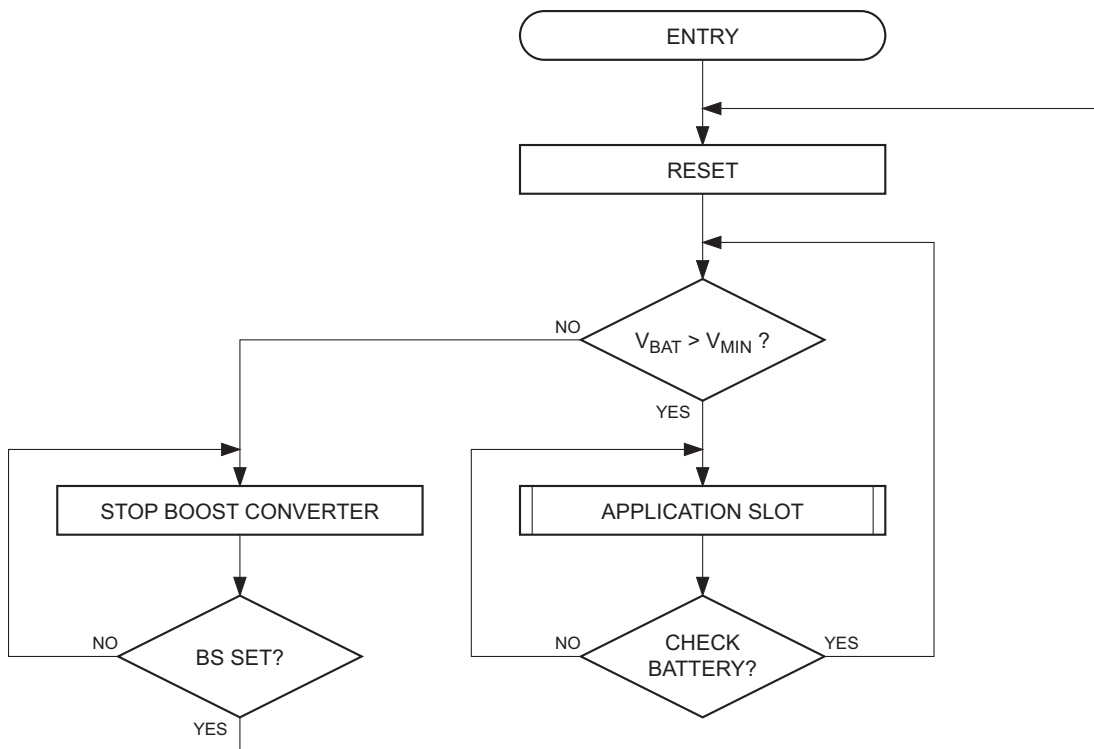 ENTRY
RESET
NO
V_BAT > V_MIN ?
YES
STOP BOOST CONVERTER
APPLICATION SLOT
NO
BS SET?
YES
NO
CHECK
BATTERY?
YES